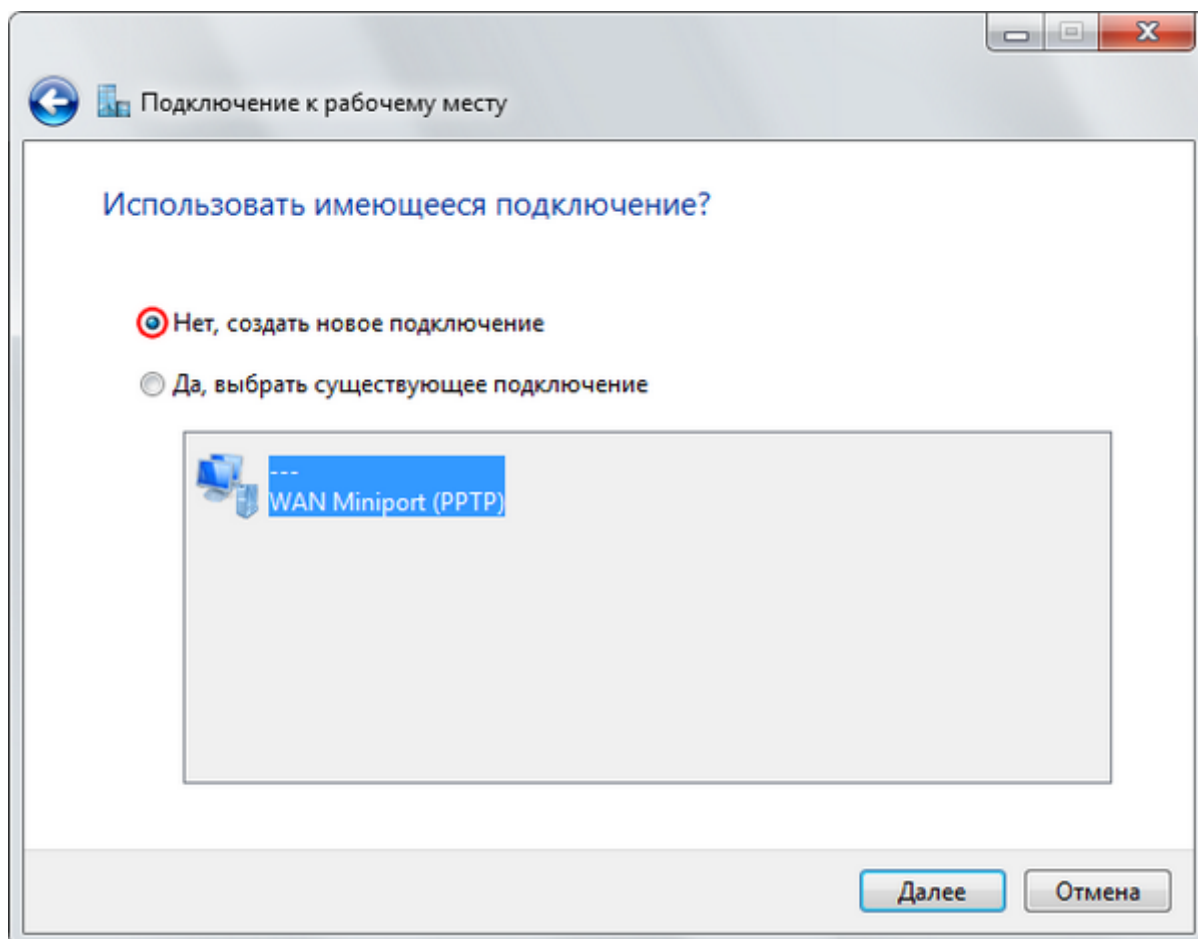 Подключение к рабочему месту
Использовать имеющееся подключение?
Нет, создать новое подключение
Да, выбрать существующее подключение
---
WAN Miniport (PPTP)
Далее
Отмена